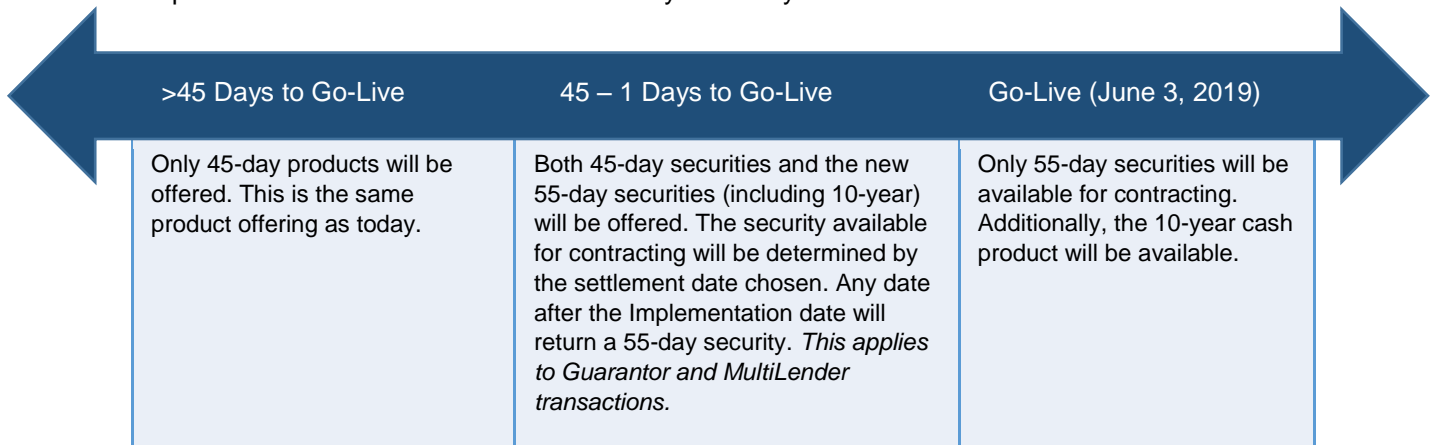 >45 Days to Go-Live
45 – 1 Days to Go-Live
Go-Live (June 3, 2019)
Only 45-day products will be
offered. This is the same
product offering as today.
Both 45-day securities and the new
55-day securities (including 10-year)
will be offered. The security available
for contracting will be determined by
the settlement date chosen. Any date
after the Implementation date will
return a 55-day security. This applies
to Guarantor and MultiLender
transactions.
Only 55-day securities will be
available for contracting.
Additionally, the 10-year cash
product will be available.